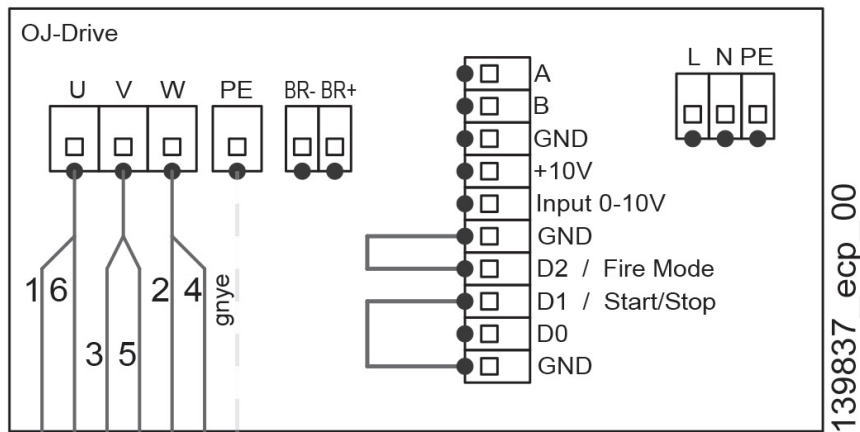 OJ-Drive
U V W PE BR- BR+
L N PE
A
B
GND
+10V
Input 0-10V
GND
D2 / Fire Mode
D1 / Start/Stop
D0
GND
1 6 2 4 gnye
3 5
139837_ecp_00